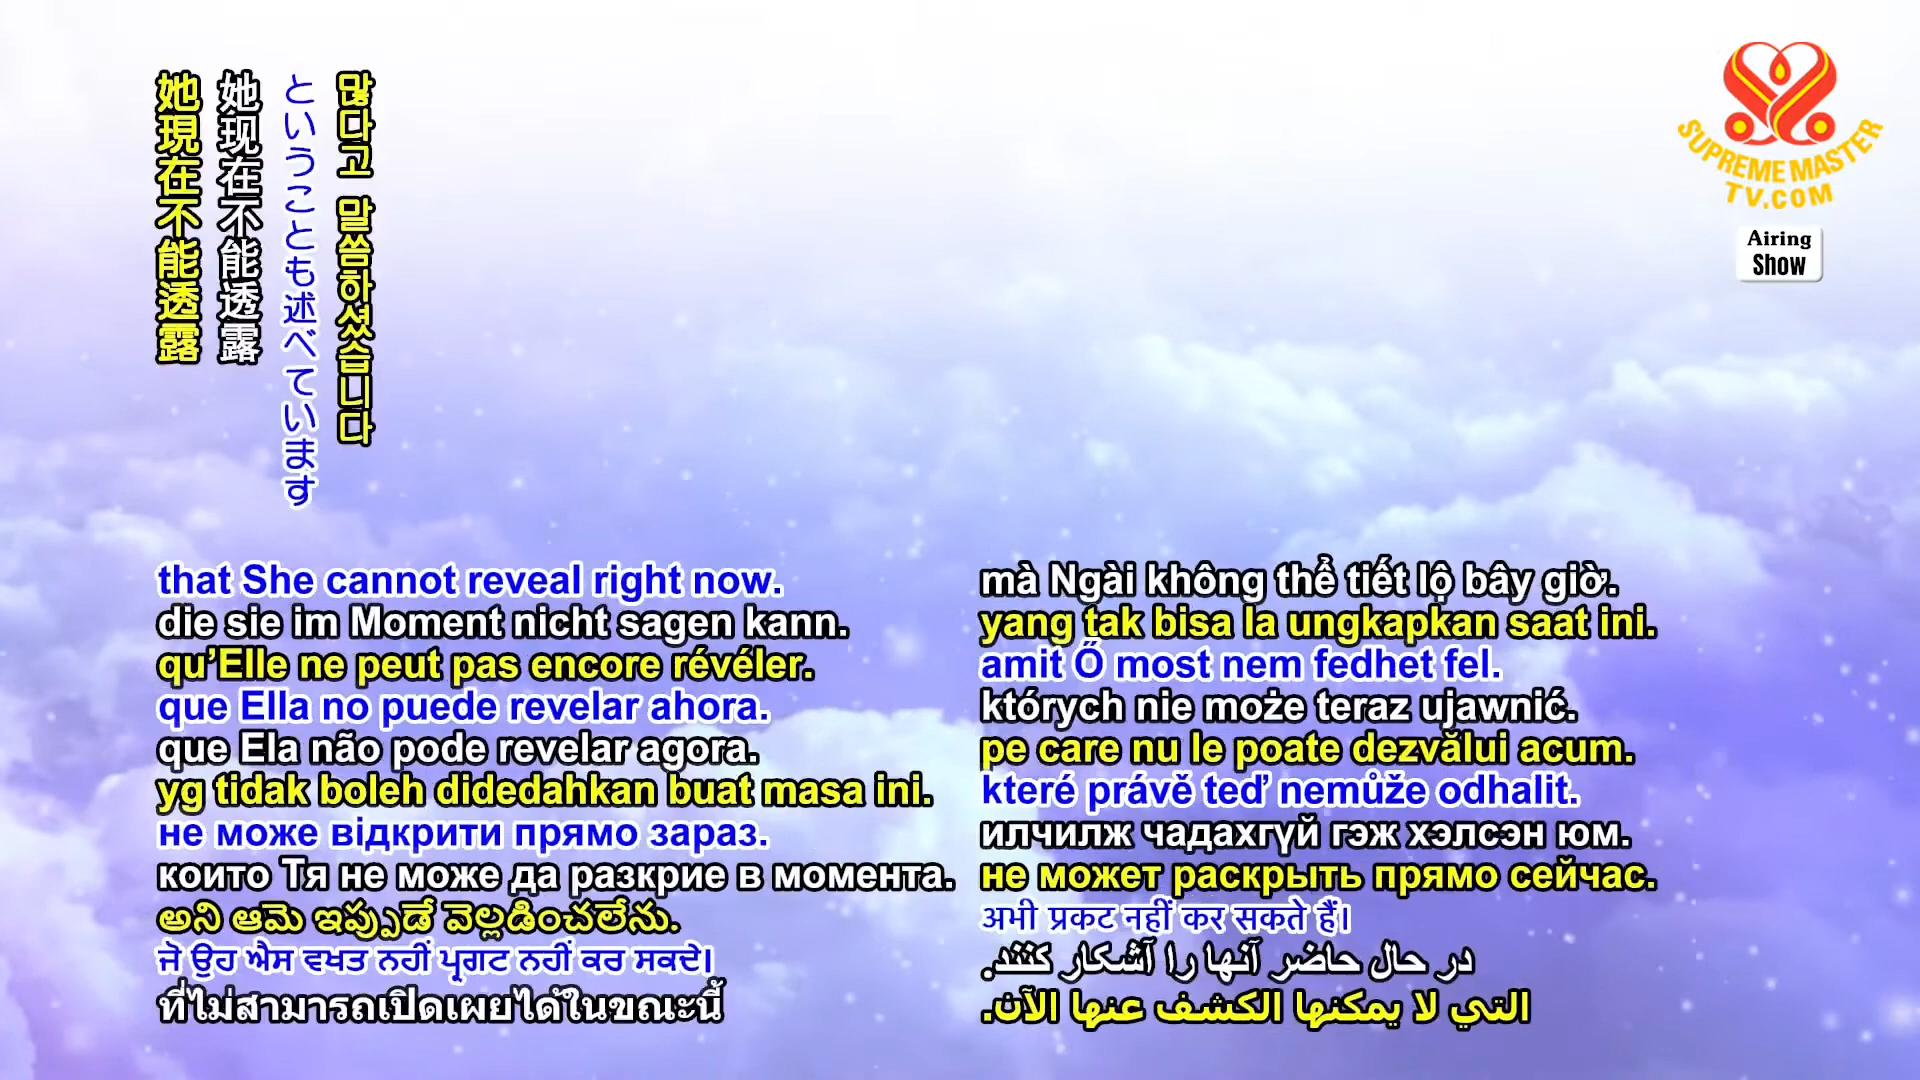 她現在不能透露
她现在不能透露
ということも述べています
많다고 말씀하셨습니다
SUPREME MASTER
TV.COM
Airing
Show
that She cannot reveal right now.
die sie im Moment nicht sagen kann.
qu’Elle ne peut pas encore révéler.
que Ella no puede revelar ahora.
que Ela não pode revelar agora.
yg tidak boleh didedahkan buat masa ini.
не може відкрити прямо зараз.
които Тя не може да разкрие в момента.
అని ఆమె ఇప్పుడే వెల్లడించలేను.
ਜੋ ਉਹ ਐਸ ਵਖਤ ਨਹੀਂ ਪ੍ਰਗਟ ਨਹੀਂ ਕਰ ਸਕਦੇ।
ที่ไม่สามารถเปิดเผยได้ในขณะนี้
mà Ngài không thể tiết lộ bây giờ.
yang tak bisa Ia ungkapkan saat ini.
amit Ő most nem fedhet fel.
których nie może teraz ujawnić.
pe care nu le poate dezvălui acum.
které právě teď nemůže odhalit.
илчилж чадахгүй гэж хэлсэн юм.
не может раскрыть прямо сейчас.
अभी प्रकट नहीं कर सकते हैं।
در حال حاضر آنها را آشکار کنند.
التي لا يمكنها الكشف عنها الآن.